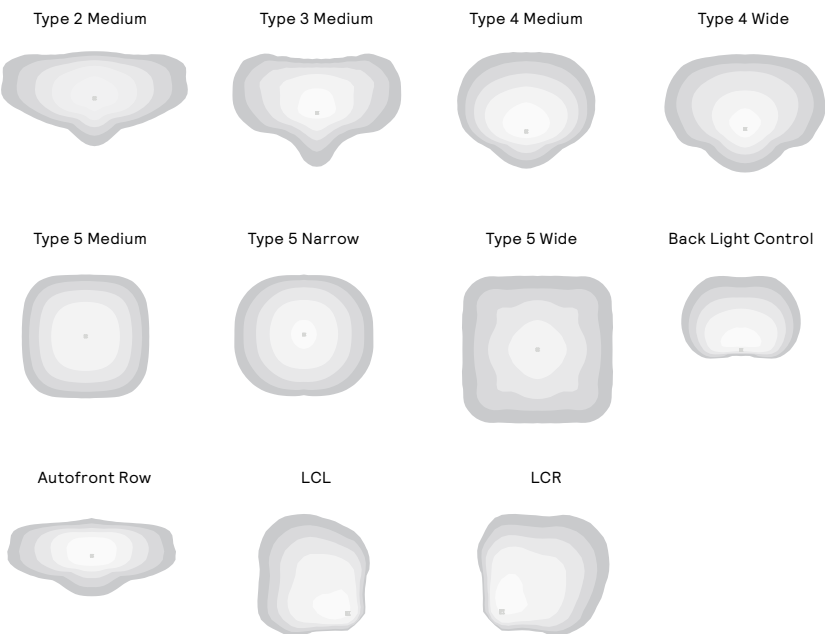 Type 2 Medium
Type 3 Medium
Type 4 Medium
Type 4 Wide
Type 5 Medium
Type 5 Narrow
Type 5 Wide
Back Light Control
Autofront Row
LCL
LCR